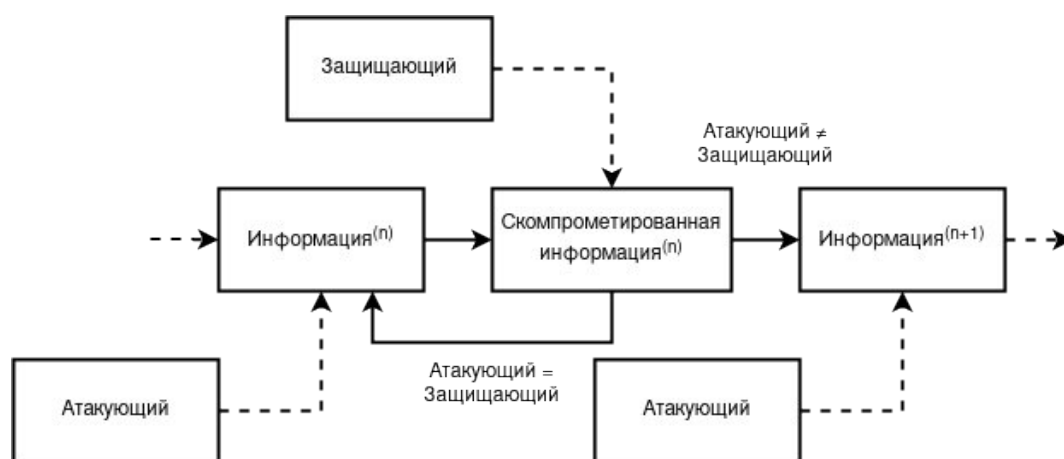 Защищающий
Атакующий ≠
Защищающий
Информация⁽ⁿ⁾
Скомпрометированная
информация⁽ⁿ⁾
Информация⁽ⁿ⁺¹⁾
Атакующий =
Защищающий
Атакующий
Атакующий